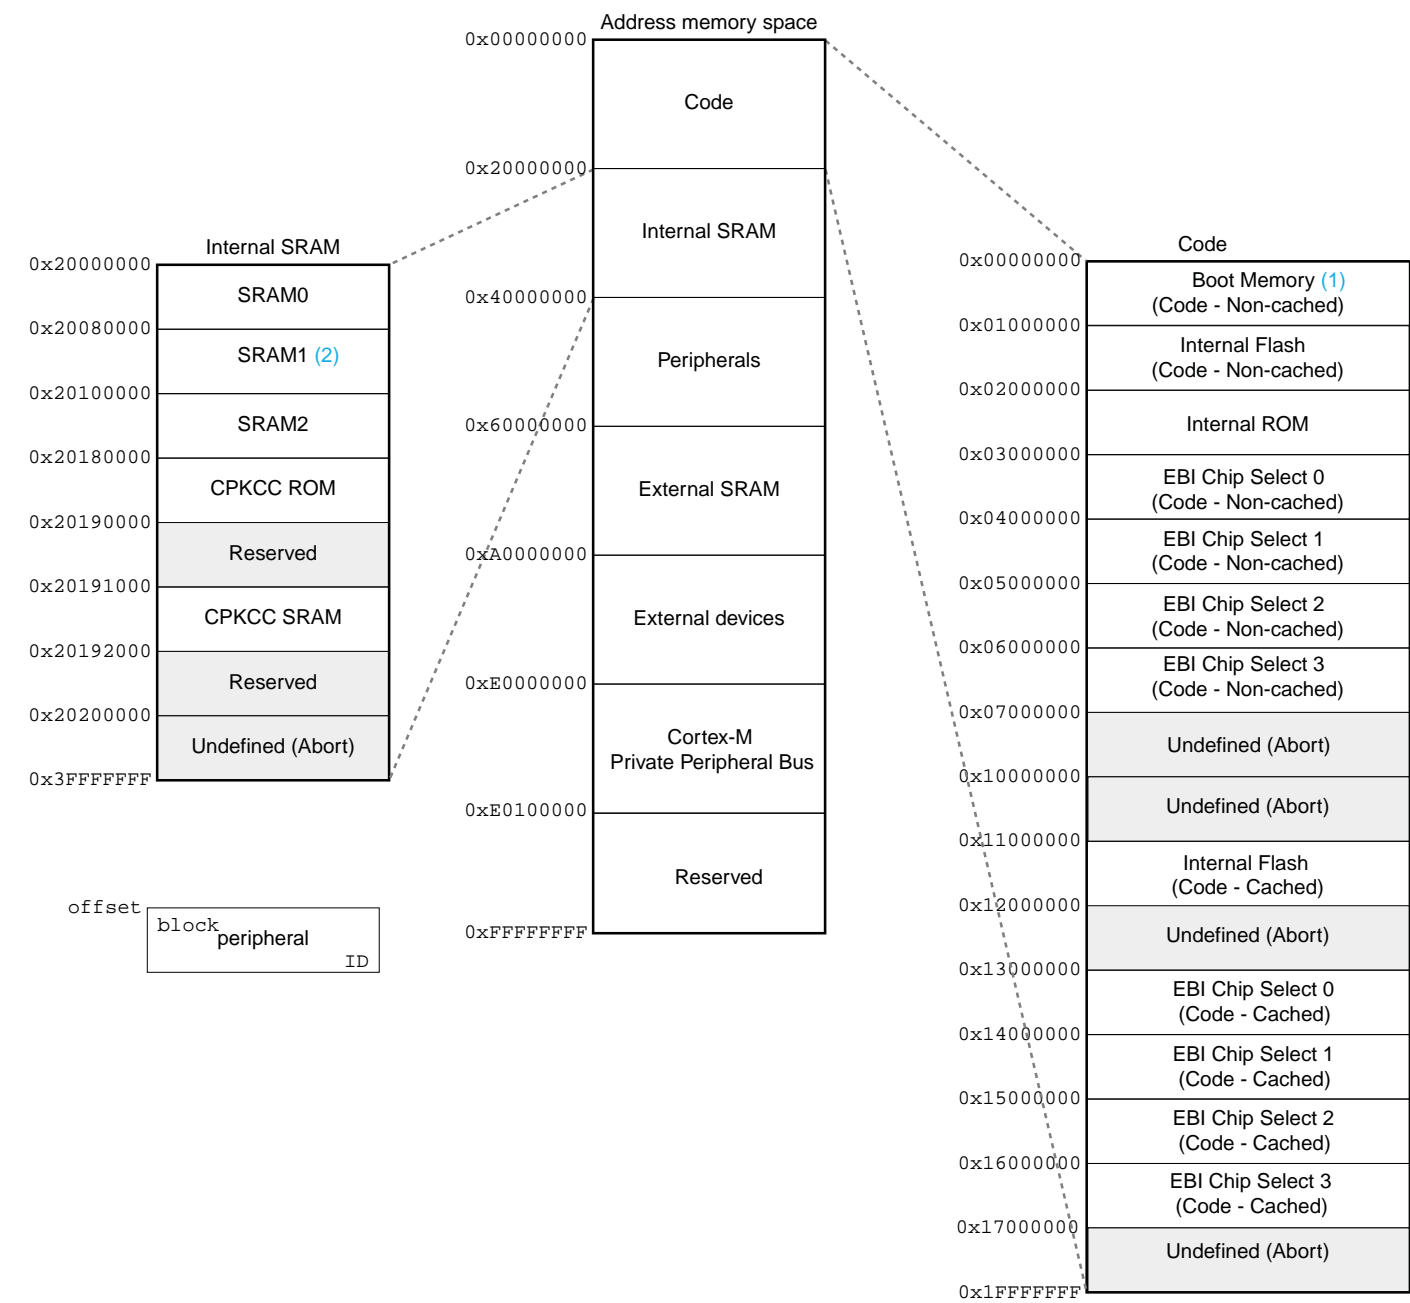 Address memory space
0x00000000
Code
0x20000000
Internal SRAM
0x40000000
Peripherals
0x60000000
External SRAM
0xA0000000
External devices
0xE0000000
Cortex-M
Private Peripheral Bus
0xE0100000
Reserved
0xFFFFFFFF
Internal SRAM
0x20000000
SRAM0
0x20080000
SRAM1 (2)
0x20100000
SRAM2
0x20180000
CPKCC ROM
0x20190000
Reserved
0x20191000
CPKCC SRAM
0x20192000
Reserved
0x20200000
Undefined (Abort)
0x3FFFFFFF
offset
block
peripheral
ID
Code
0x00000000
Boot Memory (1)
(Code - Non-cached)
0x01000000
Internal Flash
(Code - Non-cached)
0x02000000
Internal ROM
0x03000000
EBI Chip Select 0
(Code - Non-cached)
0x04000000
EBI Chip Select 1
(Code - Non-cached)
0x05000000
EBI Chip Select 2
(Code - Non-cached)
0x06000000
EBI Chip Select 3
(Code - Non-cached)
0x07000000
Undefined (Abort)
0x10000000
Undefined (Abort)
0x11000000
Internal Flash
(Code - Cached)
0x12000000
Undefined (Abort)
0x13000000
EBI Chip Select 0
(Code - Cached)
0x14000000
EBI Chip Select 1
(Code - Cached)
0x15000000
EBI Chip Select 2
(Code - Cached)
0x16000000
EBI Chip Select 3
(Code - Cached)
0x17000000
Undefined (Abort)
0x1FFFFFFF